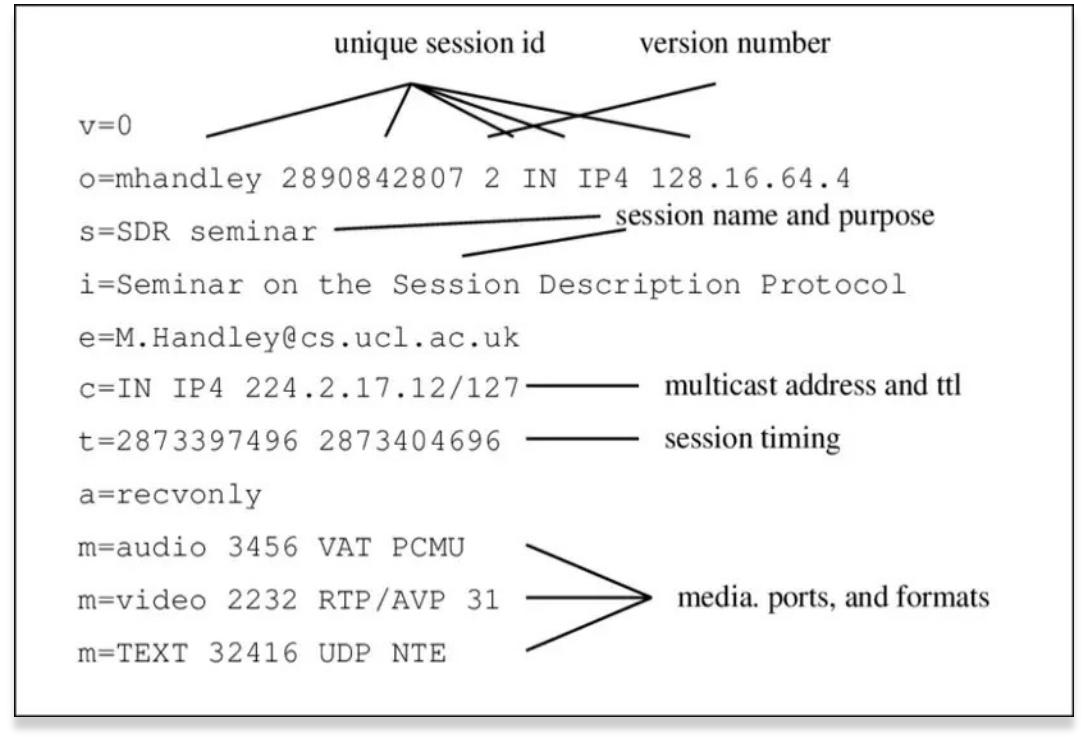 unique session id version number
v=0
o=mhandley 2890842807 2 IN IP4 128.16.64.4
s=SDR seminar session name and purpose
i=Seminar on the Session Description Protocol
e=M.Handley@cs.ucl.ac.uk
c=IN IP4 224.2.17.12/127 multicast address and ttl
t=2873397496 2873404696 session timing
a=recvonly
m=audio 3456 VAT PCMU
m=video 2232 RTP/AVP 31 media. ports, and formats
m=TEXT 32416 UDP NTE